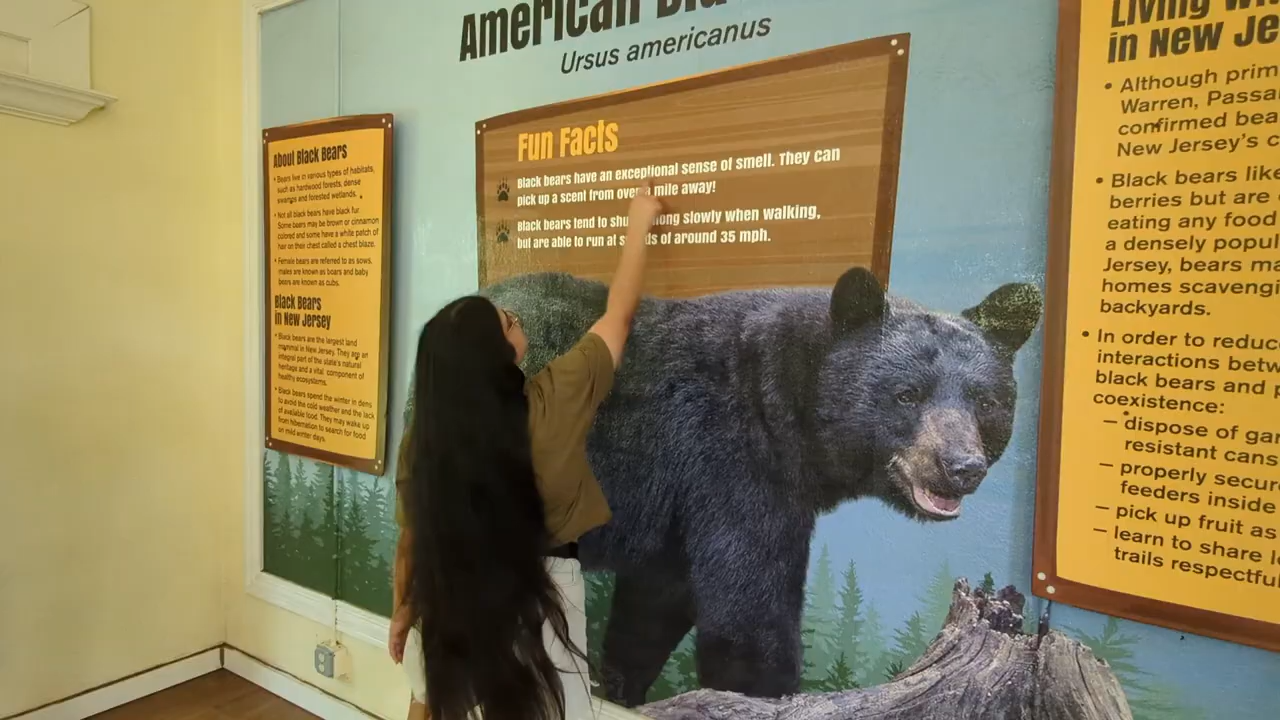 American
Ursus americanus
About Black Bears
• Bears live in various types of habitats,
such as hardwood forests, dense
swamps and forested wetlands.
• Not all black bears have black fur.
Some bears may be brown or cinnamon
colored and some have a white patch of
hair on their chest called a chest blaze.
• Female bears are referred to as sows,
males are known as boars and baby
bears are known as cubs.
Black Bears
in New Jersey
• Black bears are the largest land
mammal in New Jersey. They are an
integral part of the state's natural
heritage and a vital component of
healthy ecosystems.
• Black bears spend the winter in dens
to avoid the cold weather and the lack
of available food. They may wake up
from hibernation to search for food
on mild winter days.
Fun Facts
Black bears have an exceptional sense of smell. They can
pick up a scent from over a mile away!
Black bears tend to along slowly when walking,
but are able to run at of around 35 mph.
Living
in New Je
• Although prim
Warren, Passa
confirmed bea
New Jersey's c
• Black bears like
berries but are
eating any food
a densely popul
Jersey, bears ma
homes scavengi
backyards.
• In order to reduce
interactions betw
black bears and p
coexistence:
– dispose of gar
resistant cans
– properly secure
feeders inside
– pick up fruit as
– learn to share l
trails respectful